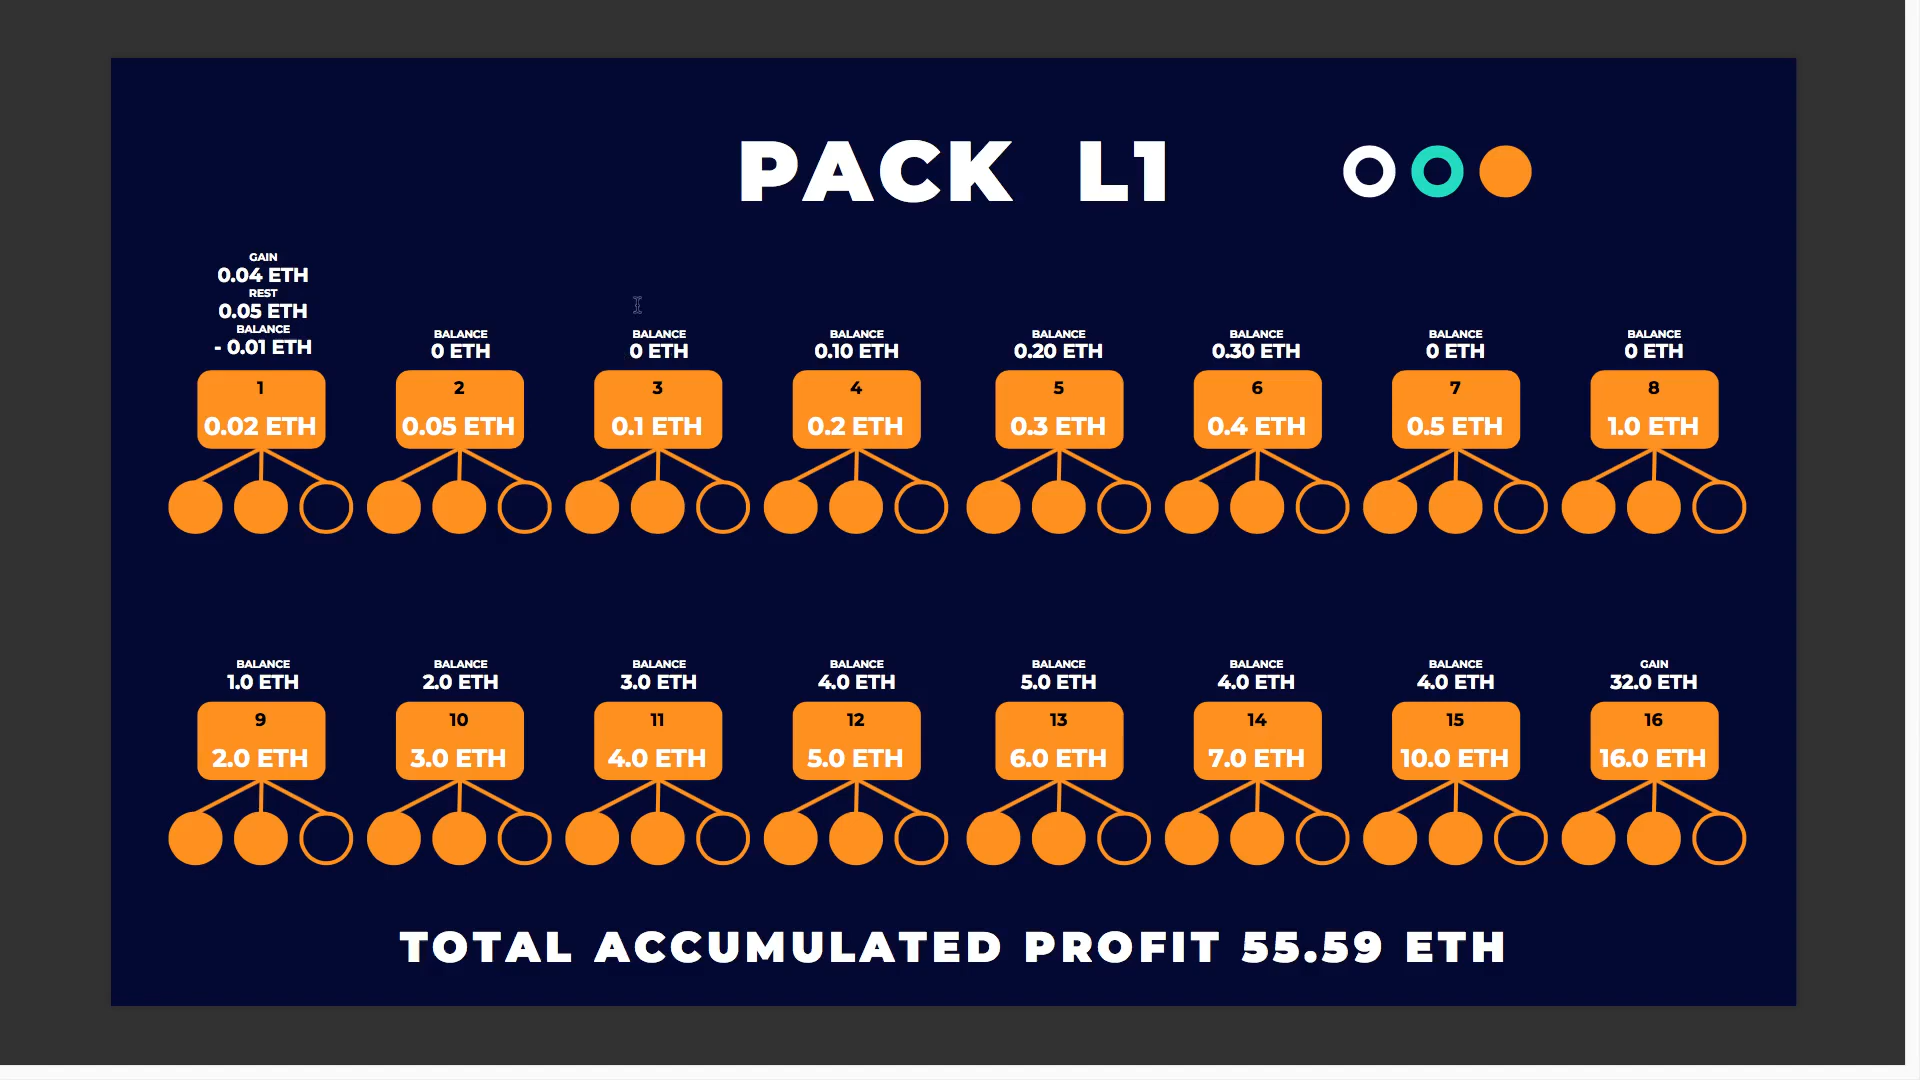 PACK L1
GAIN
0.04 ETH
REST
0.05 ETH
BALANCE
- 0.01 ETH
BALANCE
0 ETH
BALANCE
0 ETH
BALANCE
0.10 ETH
BALANCE
0.20 ETH
BALANCE
0.30 ETH
BALANCE
0 ETH
BALANCE
0 ETH
1
0.02 ETH
2
0.05 ETH
3
0.1 ETH
4
0.2 ETH
5
0.3 ETH
6
0.4 ETH
7
0.5 ETH
8
1.0 ETH
BALANCE
1.0 ETH
BALANCE
2.0 ETH
BALANCE
3.0 ETH
BALANCE
4.0 ETH
BALANCE
5.0 ETH
BALANCE
4.0 ETH
BALANCE
4.0 ETH
GAIN
32.0 ETH
9
2.0 ETH
10
3.0 ETH
11
4.0 ETH
12
5.0 ETH
13
6.0 ETH
14
7.0 ETH
15
10.0 ETH
16
16.0 ETH
TOTAL ACCUMULATED PROFIT 55.59 ETH